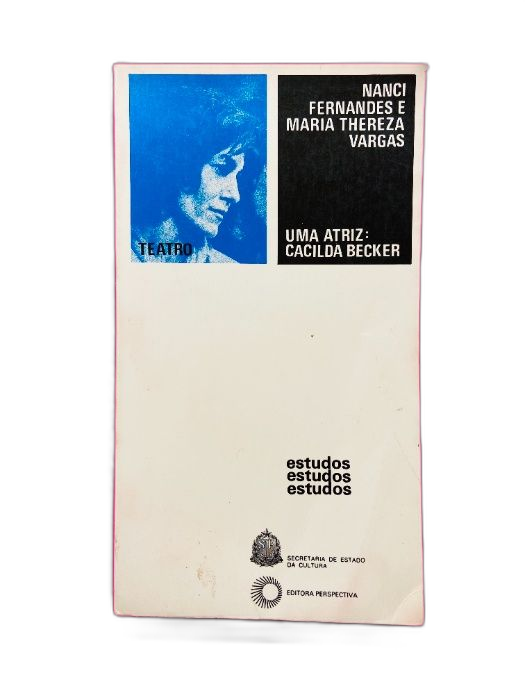 NANCI
FERNANDES E
MARIA THEREZA
VARGAS
TEATRO
UMA ATRIZ:
CACILDA BECKER
estudos
estudos
estudos
SECRETARIA DE ESTADO
DA CULTURA
EDITORA PERSPECTIVA